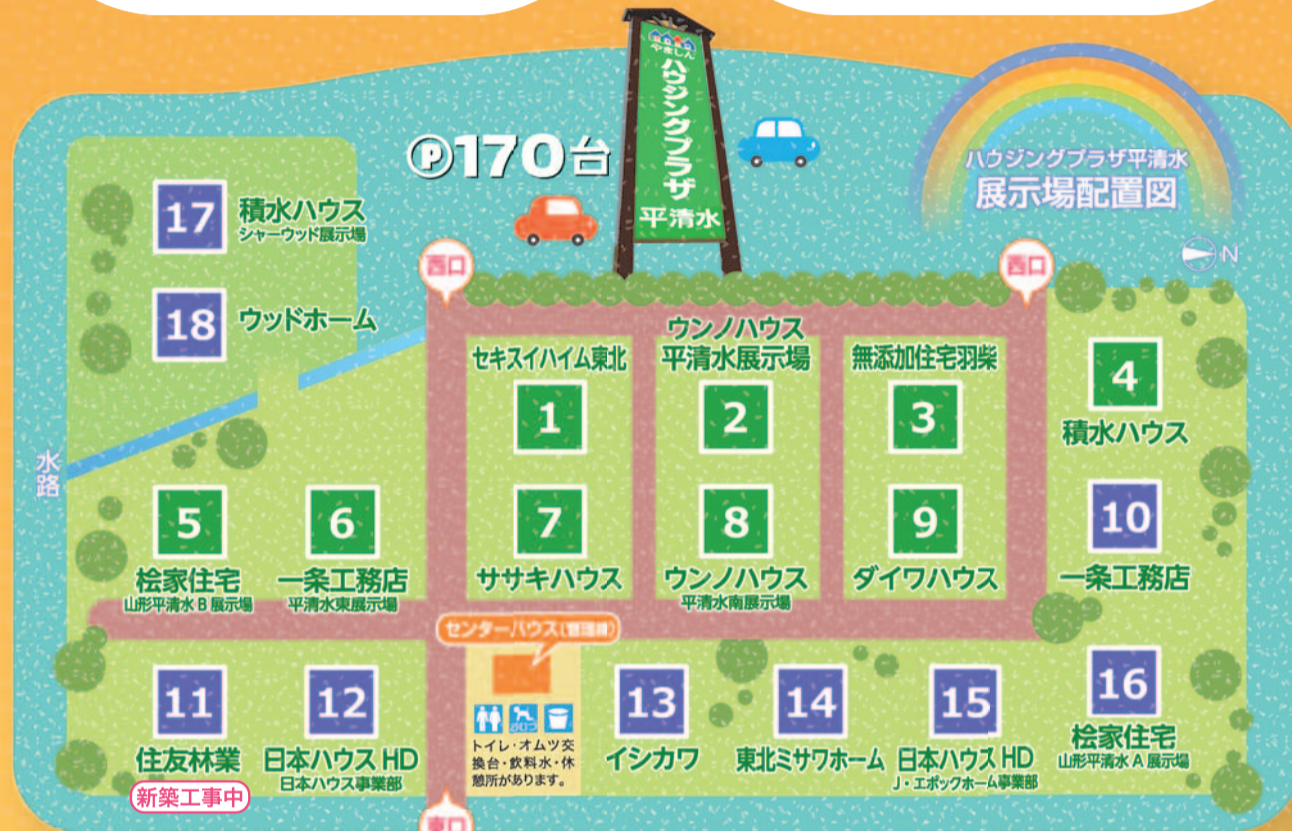 やましん
ハウジングプラザ
平清水
Ⓟ170台
ハウジングプラザ平清水
展示場配置図
N
17
積水ハウス
シャーウッド展示場
18
ウッドホーム
西口
西口
水路
セキスイハイム東北
1
ウンノハウス
平清水展示場
2
無添加住宅羽柴
3
4
積水ハウス
5
桧家住宅
山形平清水B展示場
6
一条工務店
平清水東展示場
7
ササキハウス
8
ウンノハウス
平清水南展示場
9
ダイワハウス
10
一条工務店
センターハウス(管理棟)
トイレ・オムツ交
換台・飲料水・休
憩所があります。
11
住友林業
新築工事中
12
日本ハウスHD
日本ハウス事業部
13
イシカワ
14
東北ミサワホーム
15
日本ハウスHD
J・エポックホーム事業部
16
桧家住宅
山形平清水A展示場
東口